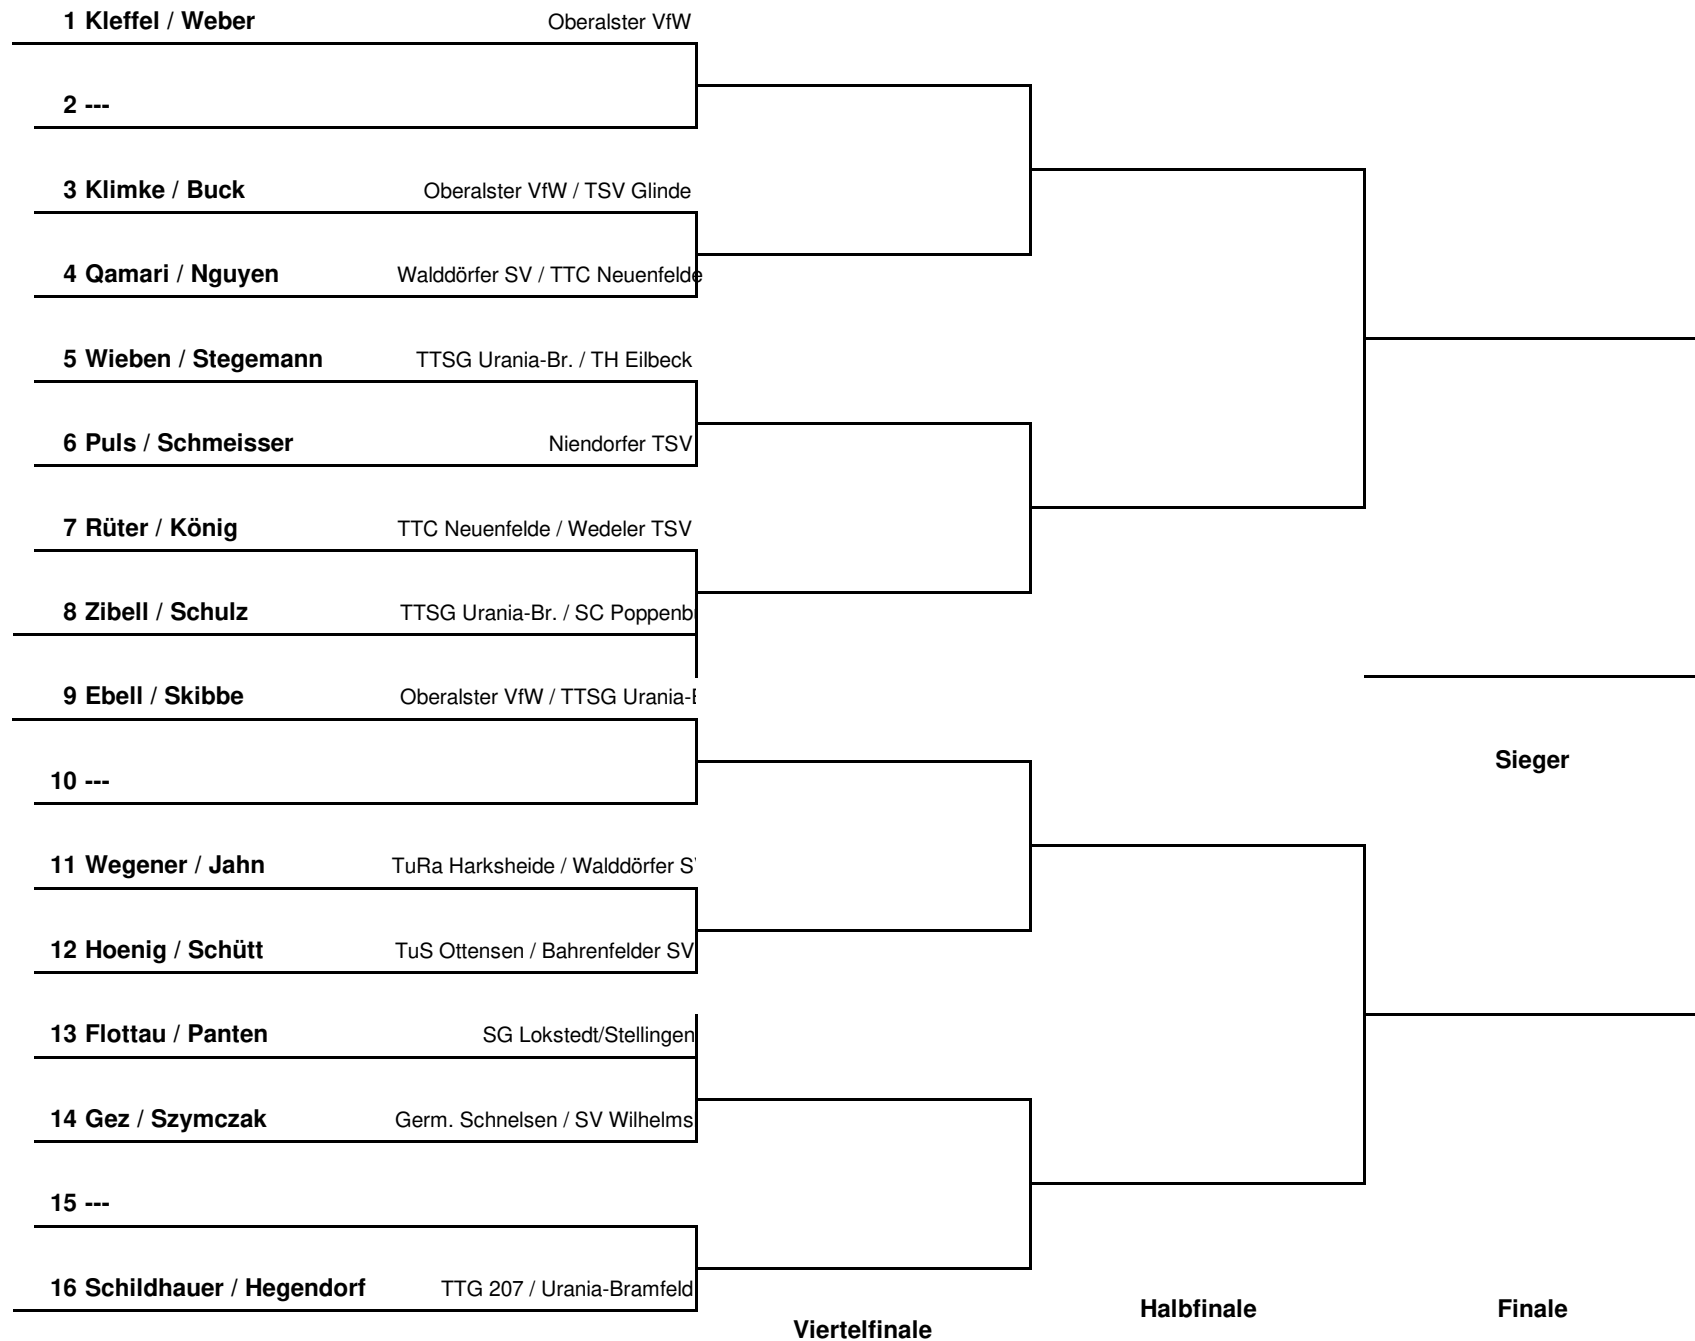 1 Kleffel / Weber Oberalster VfW
2 ---
3 Klimke / Buck Oberalster VfW / TSV Glinde
4 Qamari / Nguyen Walddörfer SV / TTC Neuenfelde
5 Wieben / Stegemann TTSG Urania-Br. / TH Eilbeck
6 Puls / Schmeisser Niendorfer TSV
7 Rüter / König TTC Neuenfelde / Wedeler TSV
8 Zibell / Schulz TTSG Urania-Br. / SC
9 Ebell / Skibbe Oberalster VfW / TTSG
Sieger
10 ---
11 Wegener / Jahn TuRa Harksheide / Walddörfer
12 Hoenig / Schütt TuS Ottensen / Bahrenfelder SV
13 Flottau / Panten SG Lokstedt/Stellingen
14 Gez / Szymczak Germ. Schnelsen / SV Wilhelms
15 ---
16 Schildhauer / Hegendorf TTG 207 / Urania-Bramfeld
Viertelfinale
Halbfinale
Finale